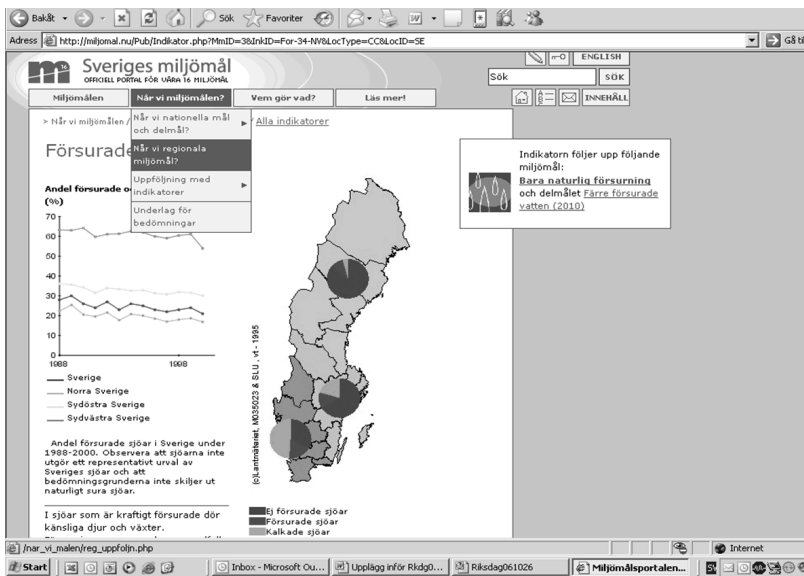 Bakåt
Sök
Favoriter
Adress http://miljomal.nu/Pub/Indikator.php?MmID=3&InkID=For-34-NV&LocType=CC&LocID=SE
Gå ti
Sveriges miljömål
OFFICIELL PORTAL FÖR VÅRA 16 MILJÖMÅL
ENGLISH
Sök
SÖK
Miljömålen
Når vi miljömålen?
Vem gör vad?
Läs mer!
INNEHÅLL
> Når vi miljömålen /
/ Alla indikatorer
Når vi nationella mål
och delmål?
Når vi regionala
miljömål?
Uppföljning med
indikatorer
Underlag för
bedömningar
Försurade
Andel försurade o
(%)
70
60
50
40
30
20
10
0
1988
1998
Sverige
Norra Sverige
Sydöstra Sverige
Sydvästra Sverige
Andel försurade sjöar i Sverige under
1988-2000. Observera att sjöarna inte
utgör ett representativt urval av
Sveriges sjöar och att
bedömningsgrunderna inte skiljer ut
naturligt sura sjöar.
I sjöar som är kraftigt försurade dör
känsliga djur och växter.
(c)Lantmäteriet, M035023 & SLU , vt - 1995
Ej försurade sjöar
Försurade sjöar
Kalkade sjöar
Indikatorn följer upp följande
miljömål:
Bara naturlig försurning
och delmålet Färre försurade
vatten (2010)
/nar_vi_malen/reg_uppfoljn.php
Internet
Start
Inbox - Microsoft Ou...
Upplägg inför Rkdg0...
Riksdag061026
Miljömålsportalen...